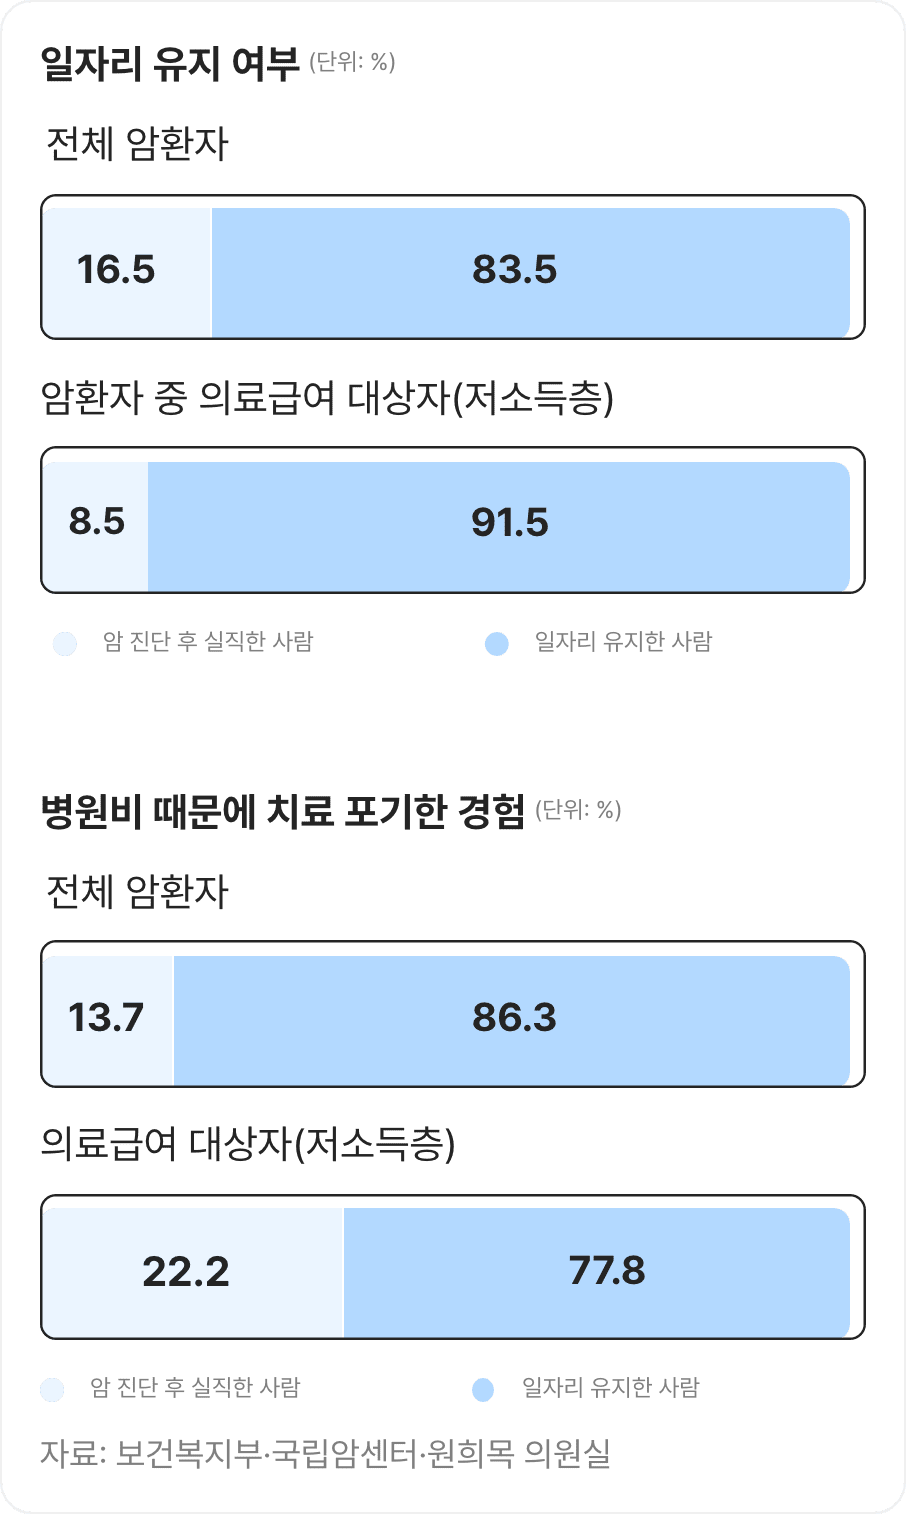 일자리 유지 여부 (단위: %)
전체 암환자
16.5 83.5
암환자 중 의료급여 대상자(저소득층)
8.5 91.5
암 진단 후 실직한 사람 일자리 유지한 사람
병원비 때문에 치료 포기한 경험 (단위: %)
전체 암환자
13.7 86.3
의료급여 대상자(저소득층)
22.2 77.8
암 진단 후 실직한 사람 일자리 유지한 사람
자료: 보건복지부·국립암센터·원희목 의원실